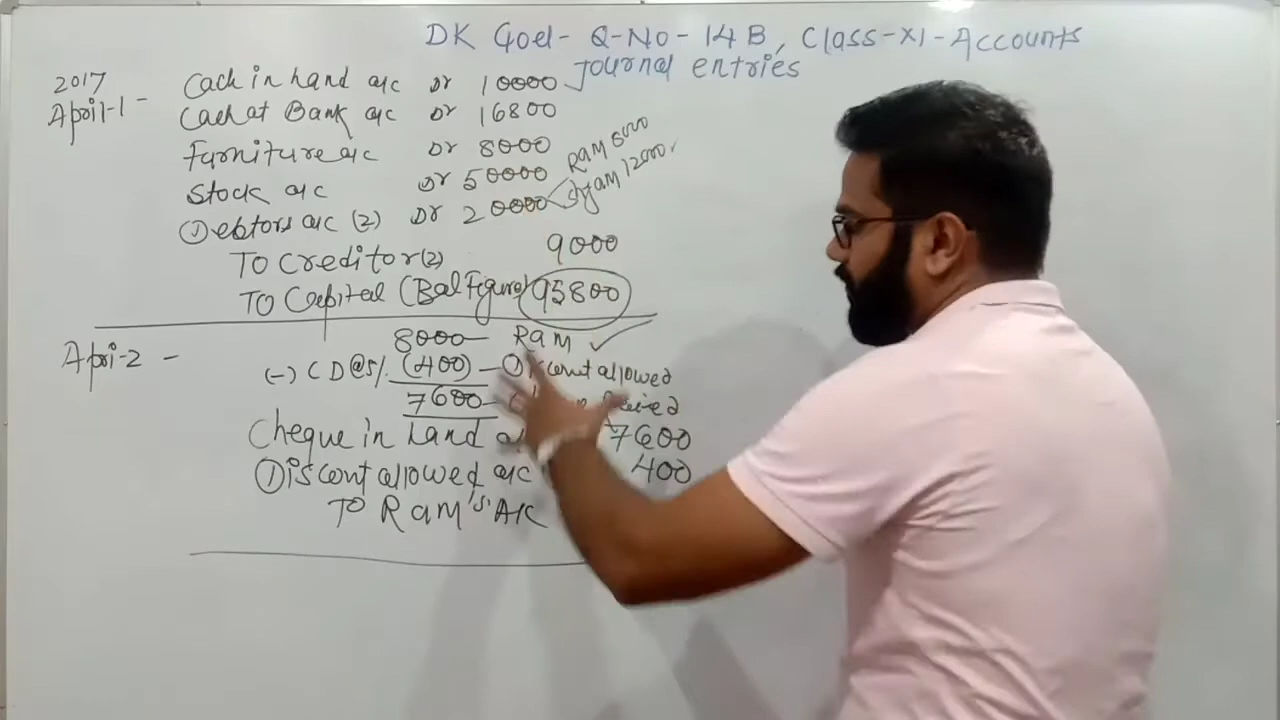 DK Goel- Q-No-14B, Class-XI-Accounts
Journal entries
2017
April-1 - Cash in hand a/c Dr 10000
Cash at Bank a/c Dr 16800
Furniture a/c Dr 8000
Stock a/c Dr 50000
Debtors a/c (2) Dr 20000
Ram 8000
Shyam 12000
To Creditor (2) 9000
To Capital (Bal Figure) 95800
April-2 - 8000 - Ram
(-) CD@5% (400) - Discount allowed
7600
Cheque in hand 7600
Discount allowed a/c 400
To Ram's A/c